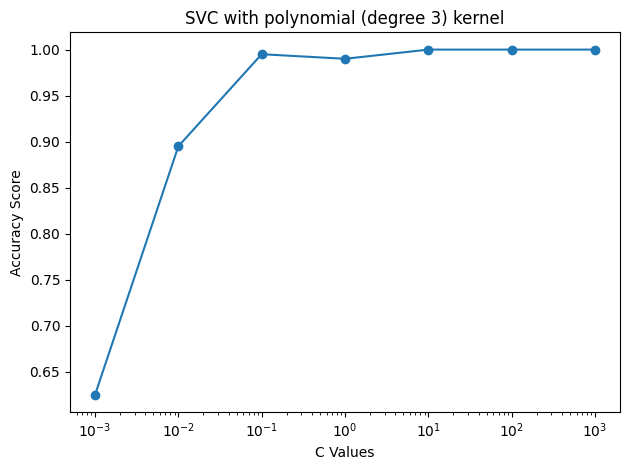 SVC with polynomial (degree 3) kernel
1.00
0.95
0.90
0.85
0.80
0.75
0.70
0.65
Accuracy Score
10⁻³ 10⁻² 10⁻¹ 10⁰ 10¹ 10² 10³
C Values